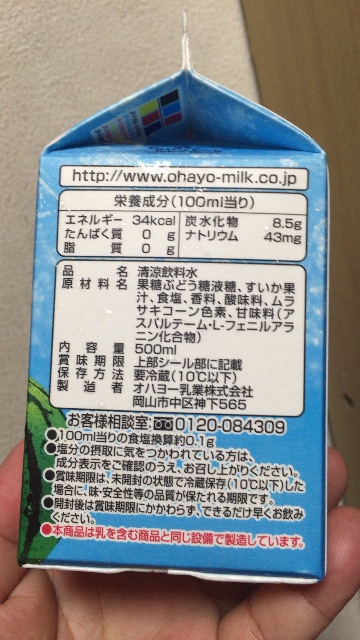 http://www.ohayo-milk.co.jp
栄養成分(100ml当り)
エネルギー 34kcal 炭水化物 8.5g
たんぱく質 0 g ナトリウム 43mg
脂質 0 g
品名 清涼飲料水
原材料名 果糖ぶどう糖液糖、すいか果
汁、食塩、香料、酸味料、ムラ
サキコーン色素、甘味料(ア
スパルテーム・L-フェニルアラ
ニン化合物)
内容量 500ml
賞味期限 上部シール部に記載
保存方法 要冷蔵(10℃以下)
製造者 オハヨー乳業株式会社
岡山市中区神下565
お客様相談室:0120-084309
●100ml当りの食塩換算約0.1g
●塩分の摂取に気をつかわれている方は、
成分表示をご確認のうえ、お召し上がりください。
●賞味期限は、未開封の状態で冷蔵保存(10℃以下)した
場合に、味・安全性等の品質が保たれる期限です。
●開封後は賞味期限にかかわらず、できるだけ早くお飲み
ください。
●本商品は乳を含む商品と同じ設備で製造しています。